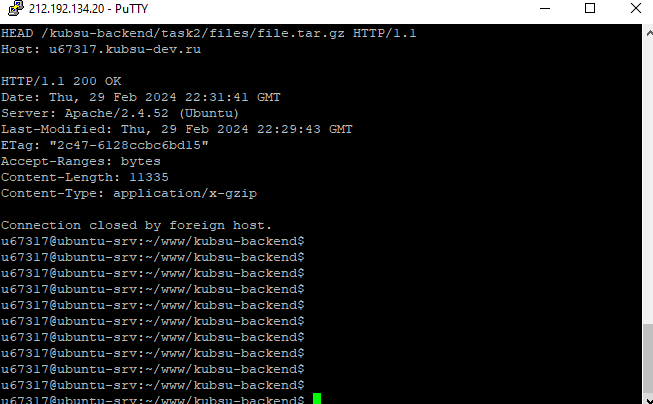 212.192.134.20 - PuTTY
HEAD /kubsu-backend/task2/files/file.tar.gz HTTP/1.1
Host: u67317.kubsu-dev.ru
HTTP/1.1 200 OK
Date: Thu, 29 Feb 2024 22:31:41 GMT
Server: Apache/2.4.52 (Ubuntu)
Last-Modified: Thu, 29 Feb 2024 22:29:43 GMT
ETag: "2c47-6128ccbc6bd15"
Accept-Ranges: bytes
Content-Length: 11335
Content-Type: application/x-gzip
Connection closed by foreign host.
u67317@ubuntu-srv:~/www/kubsu-backend$
u67317@ubuntu-srv:~/www/kubsu-backend$
u67317@ubuntu-srv:~/www/kubsu-backend$
u67317@ubuntu-srv:~/www/kubsu-backend$
u67317@ubuntu-srv:~/www/kubsu-backend$
u67317@ubuntu-srv:~/www/kubsu-backend$
u67317@ubuntu-srv:~/www/kubsu-backend$
u67317@ubuntu-srv:~/www/kubsu-backend$
u67317@ubuntu-srv:~/www/kubsu-backend$
u67317@ubuntu-srv:~/www/kubsu-backend$
u67317@ubuntu-srv:~/www/kubsu-backend$